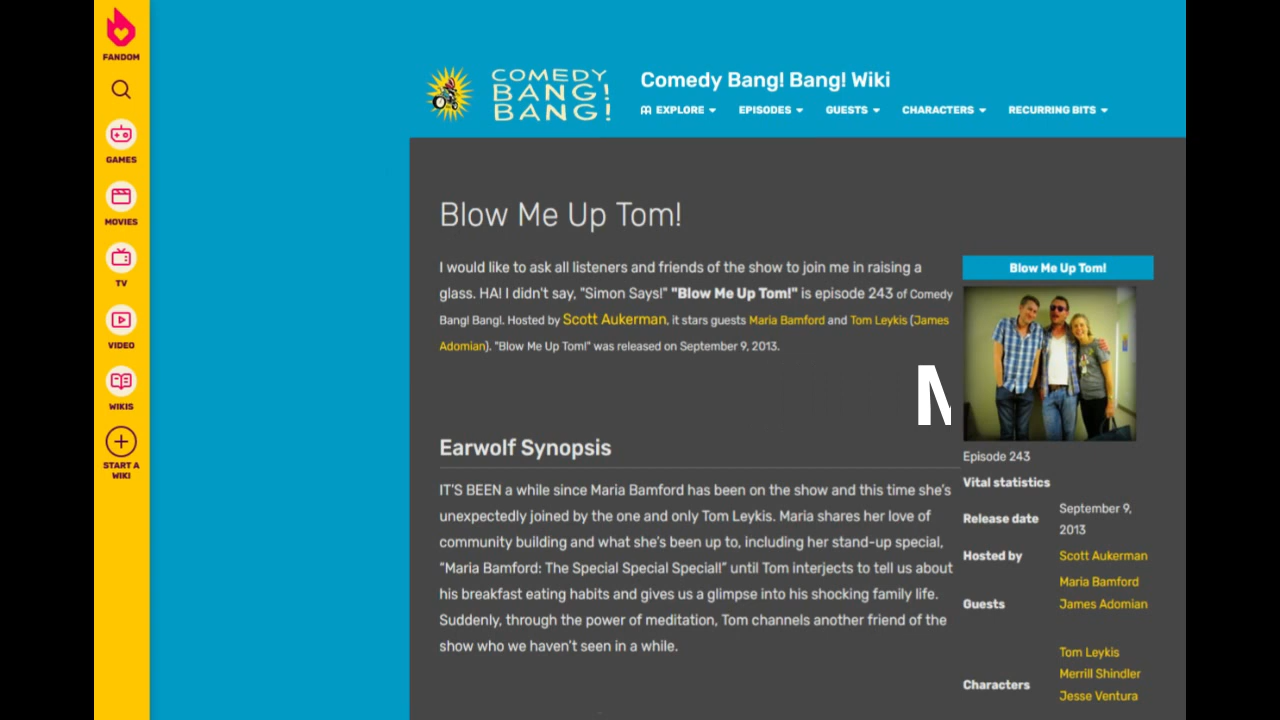 FANDOM
GAMES
MOVIES
TV
VIDEO
WIKIS
START A
WIKI
COMEDY
BANG!
BANG!
Comedy Bang! Bang! Wiki
EXPLORE
EPISODES
GUESTS
CHARACTERS
RECURRING BITS
Blow Me Up Tom!
I would like to ask all listeners and friends of the show to join me in raising a
glass. HA! I didn't say, "Simon Says!" "Blow Me Up Tom!" is episode 243 of Comedy
Bang! Bang!. Hosted by Scott Aukerman, it stars guests Maria Bamford and Tom Leykis (James
Adomian). "Blow Me Up Tom!" was released on September 9, 2013.
M
Earwolf Synopsis
IT'S BEEN a while since Maria Bamford has been on the show and this time she's
unexpectedly joined by the one and only Tom Leykis. Maria shares her love of
community building and what she's been up to, including her stand-up special,
"Maria Bamford: The Special Special Special!" until Tom interjects to tell us about
his breakfast eating habits and gives us a glimpse into his shocking family life.
Suddenly, through the power of meditation, Tom channels another friend of the
show who we haven't seen in a while.
Blow Me Up Tom!
Episode 243
Vital statistics
Release date
September 9,
2013
Hosted by
Scott Aukerman
Guests
Maria Bamford
James Adomian
Characters
Tom Leykis
Merrill Shindler
Jesse Ventura